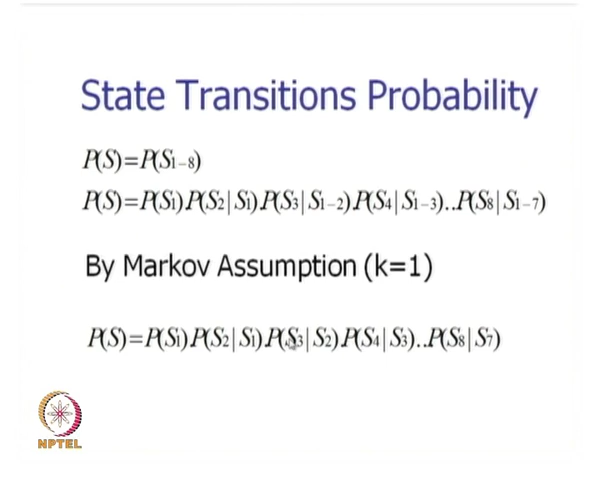 State Transitions Probability
P(S)=P(S1–8)
P(S)=P(S1).P(S2|S1).P(S3|S1–2).P(S4|S1–3)..P(S8|S1–7)
By Markov Assumption (k=1)
P(S)=P(S1).P(S2|S1).P(S3|S2).P(S4|S3)..P(S8|S7)
NPTEL